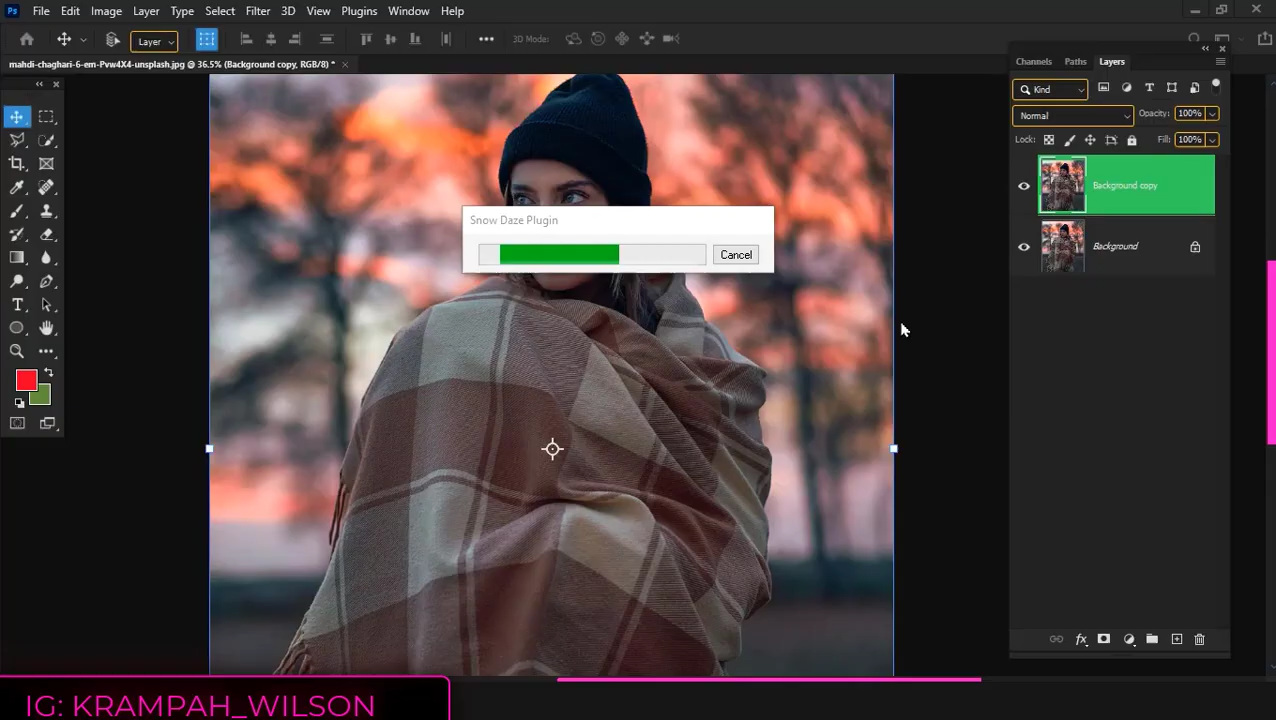 Ps File Edit Image Layer Type Select Filter 3D View Plugins Window Help
Layer 3D Mode:
mahdi-chaghari-6-em-Pvw4X4-unsplash.jpg @ 36.5% (Background copy, RGB/8) *
Channels Paths Layers
Kind
Normal Opacity: 100%
Lock: Fill: 100%
Background copy
Background
Snow Daze Plugin
Cancel
IG: KRAMPAH_WILSON